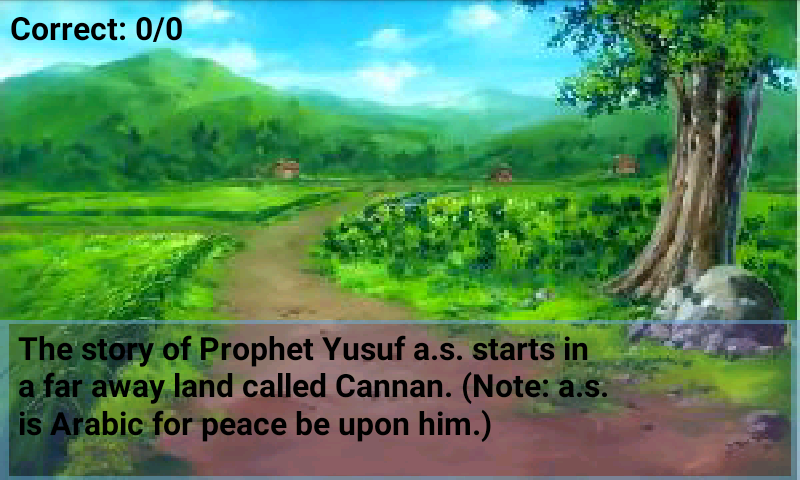 Correct: 0/0
The story of Prophet Yusuf a.s. starts in
a far away land called Cannan. (Note: a.s.
is Arabic for peace be upon him.)